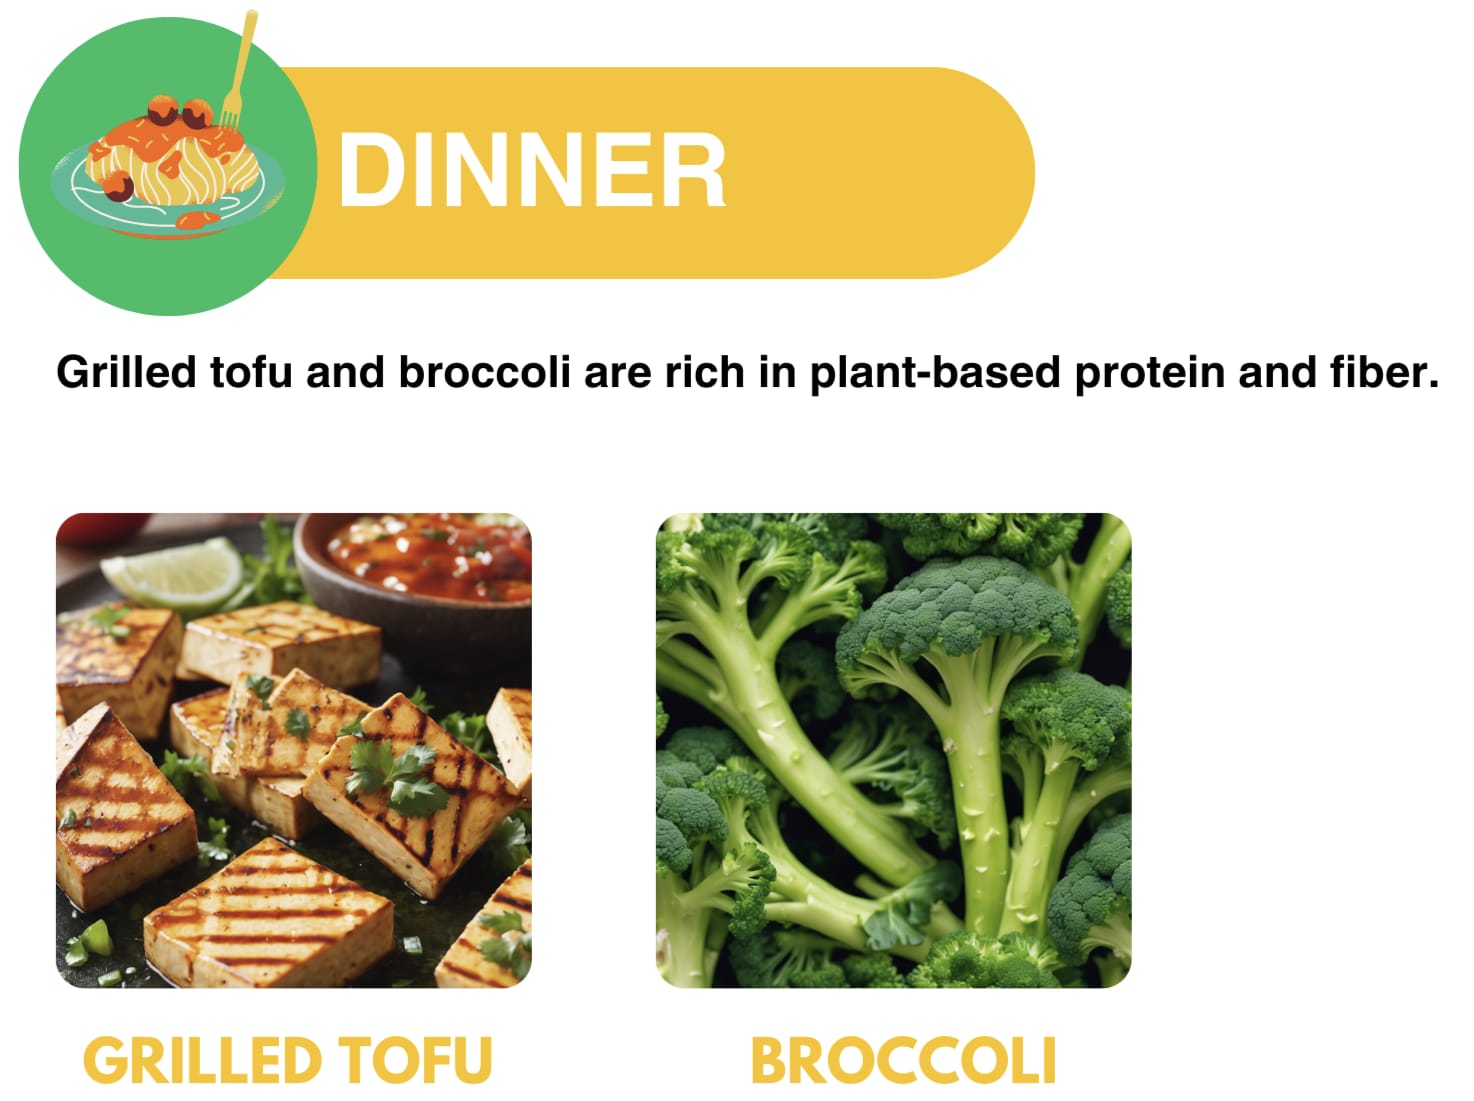 DINNER
Grilled tofu and broccoli are rich in plant-based protein and fiber.
GRILLED TOFU
BROCCOLI